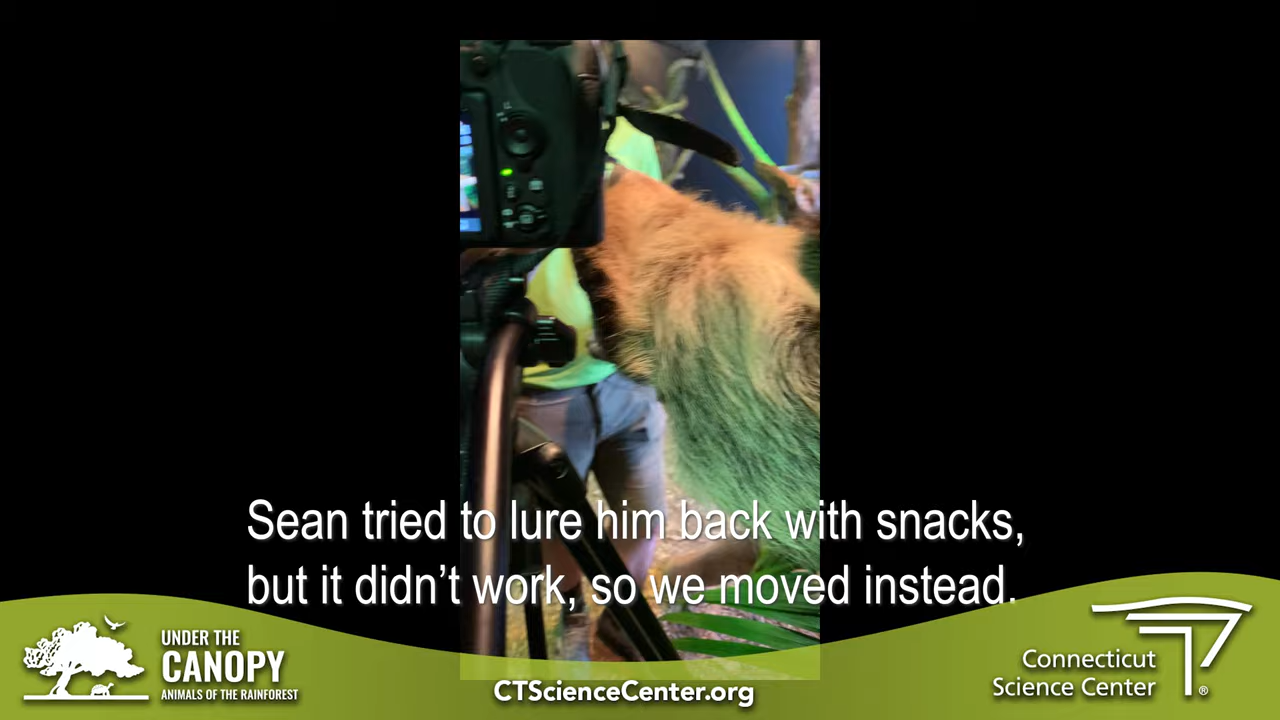 Sean tried to lure him back with snacks,
but it didn't work, so we moved instead.
UNDER THE
CANOPY
ANIMALS OF THE RAINFOREST
CTScienceCenter.org
Connecticut
Science Center ®